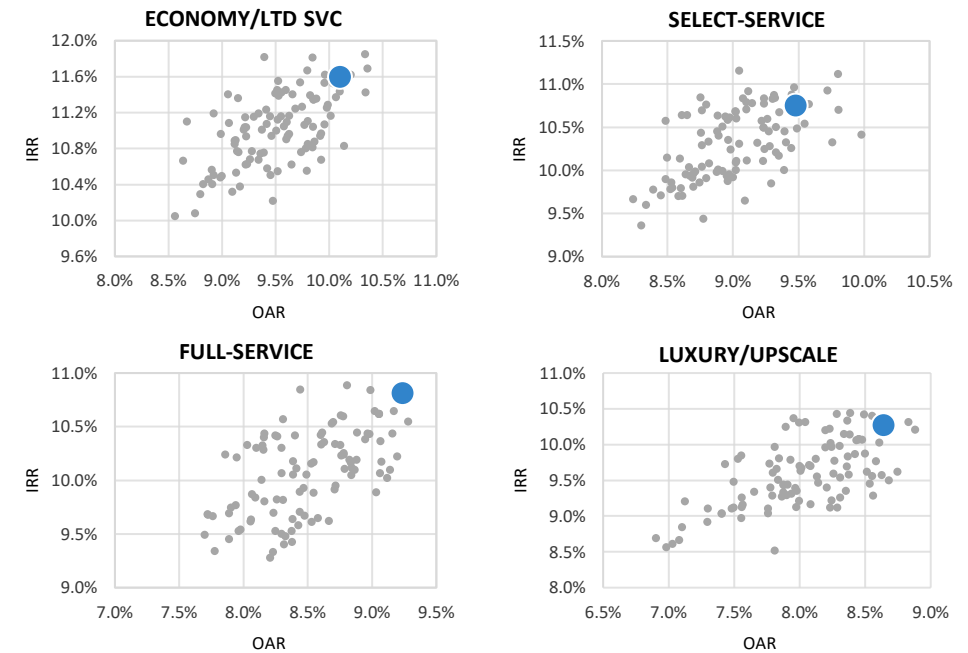 ECONOMY/LTD SVC
12.0%
11.6%
11.2%
10.8%
10.4%
10.0%
9.6%
IRR
8.0% 8.5% 9.0% 9.5% 10.0% 10.5% 11.0%
OAR
SELECT-SERVICE
11.5%
11.0%
10.5%
10.0%
9.5%
9.0%
IRR
8.0% 8.5% 9.0% 9.5% 10.0% 10.5%
OAR
FULL-SERVICE
11.0%
10.5%
10.0%
9.5%
9.0%
IRR
7.0% 7.5% 8.0% 8.5% 9.0% 9.5%
OAR
LUXURY/UPSCALE
11.0%
10.5%
10.0%
9.5%
9.0%
8.5%
8.0%
IRR
6.5% 7.0% 7.5% 8.0% 8.5% 9.0%
OAR